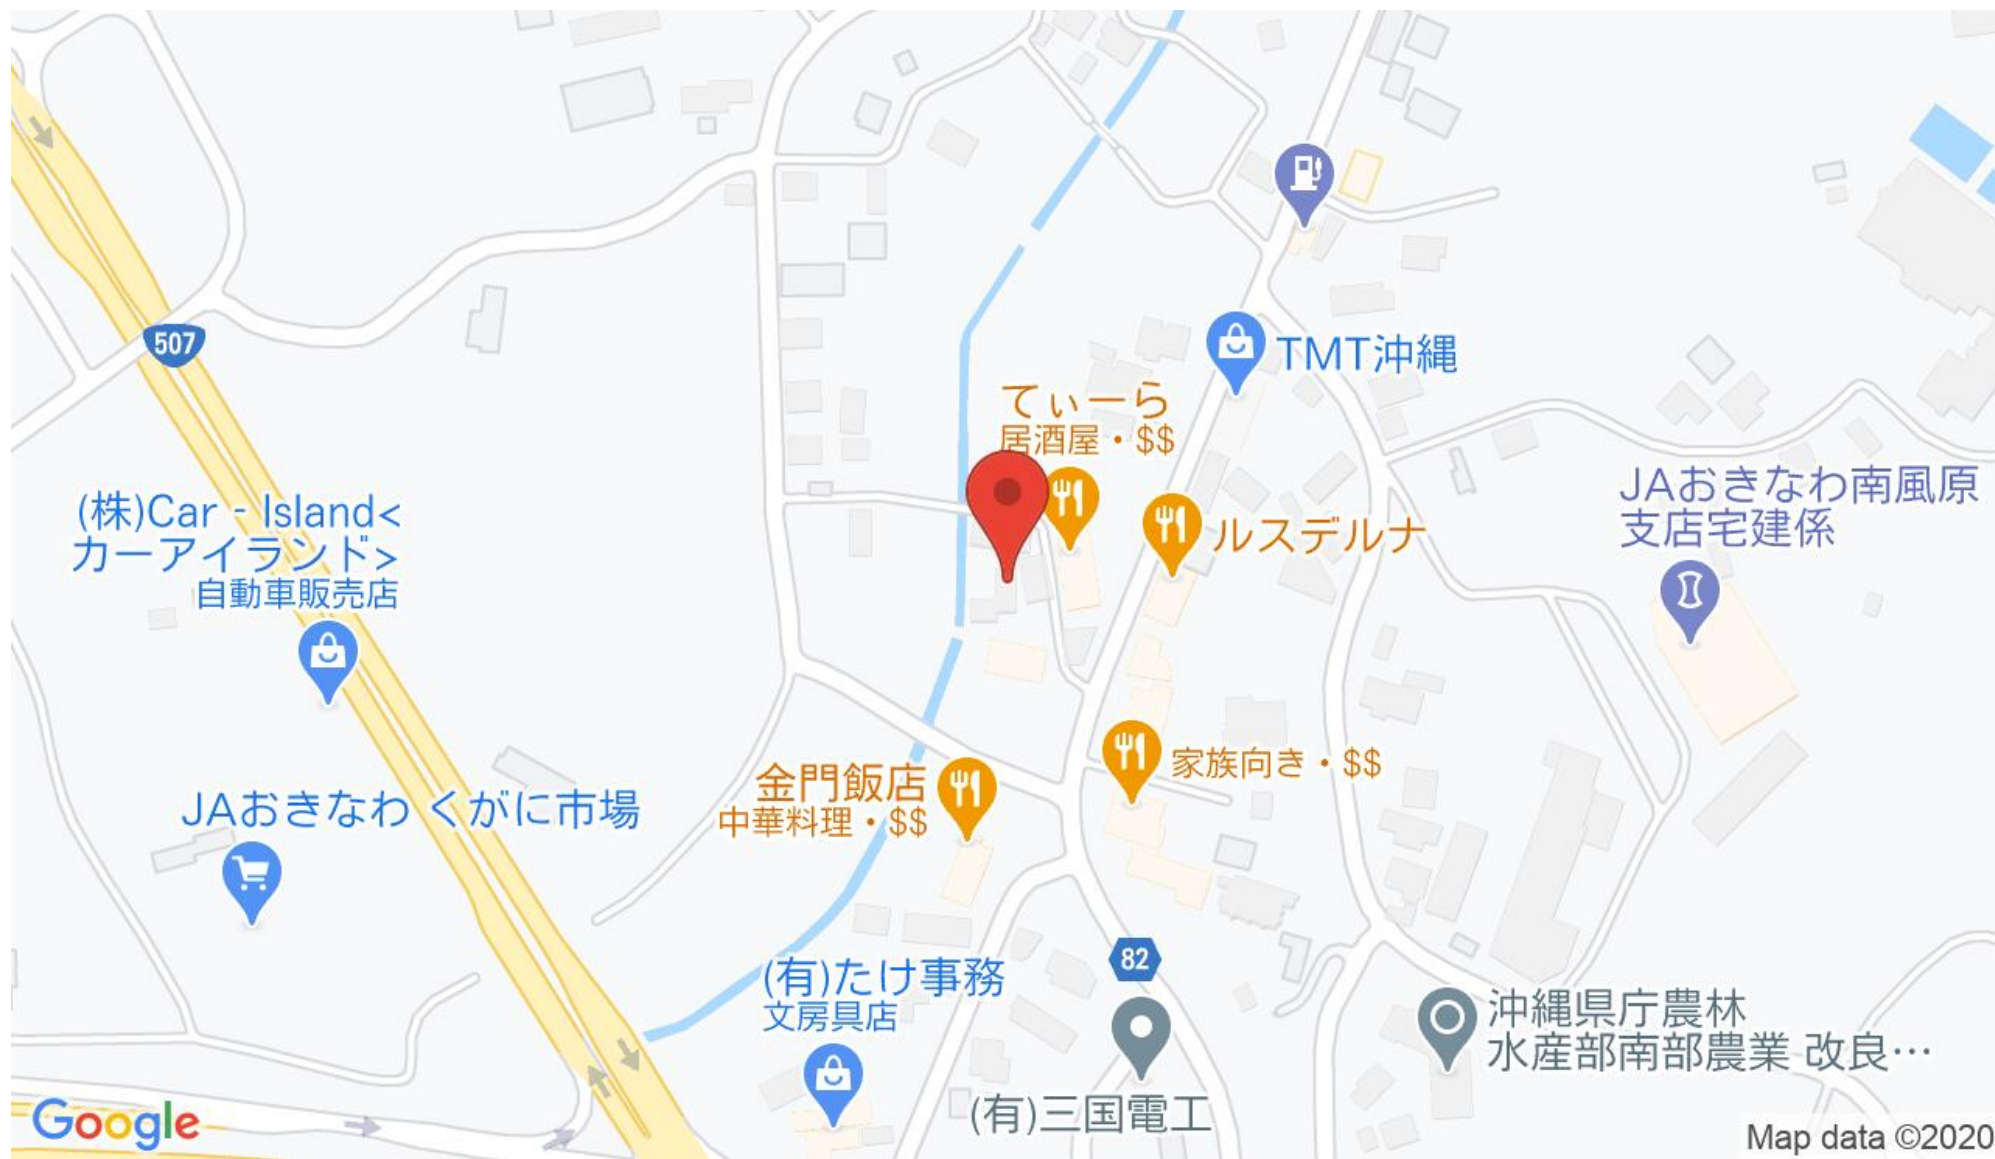 507
TMT沖縄
てぃーら
居酒屋・$$
JAおきなわ南風原
支店宅建係
(株)Car - Island<
カーアイランド>
自動車販売店
ルスデルナ
家族向き・$$
金門飯店
中華料理・$$
JAおきなわ くがに市場
82
(有)たけ事務
文房具店
沖縄県庁農林
水産部南部農業 改良…
(有)三国電工
Google
Map data ©2020